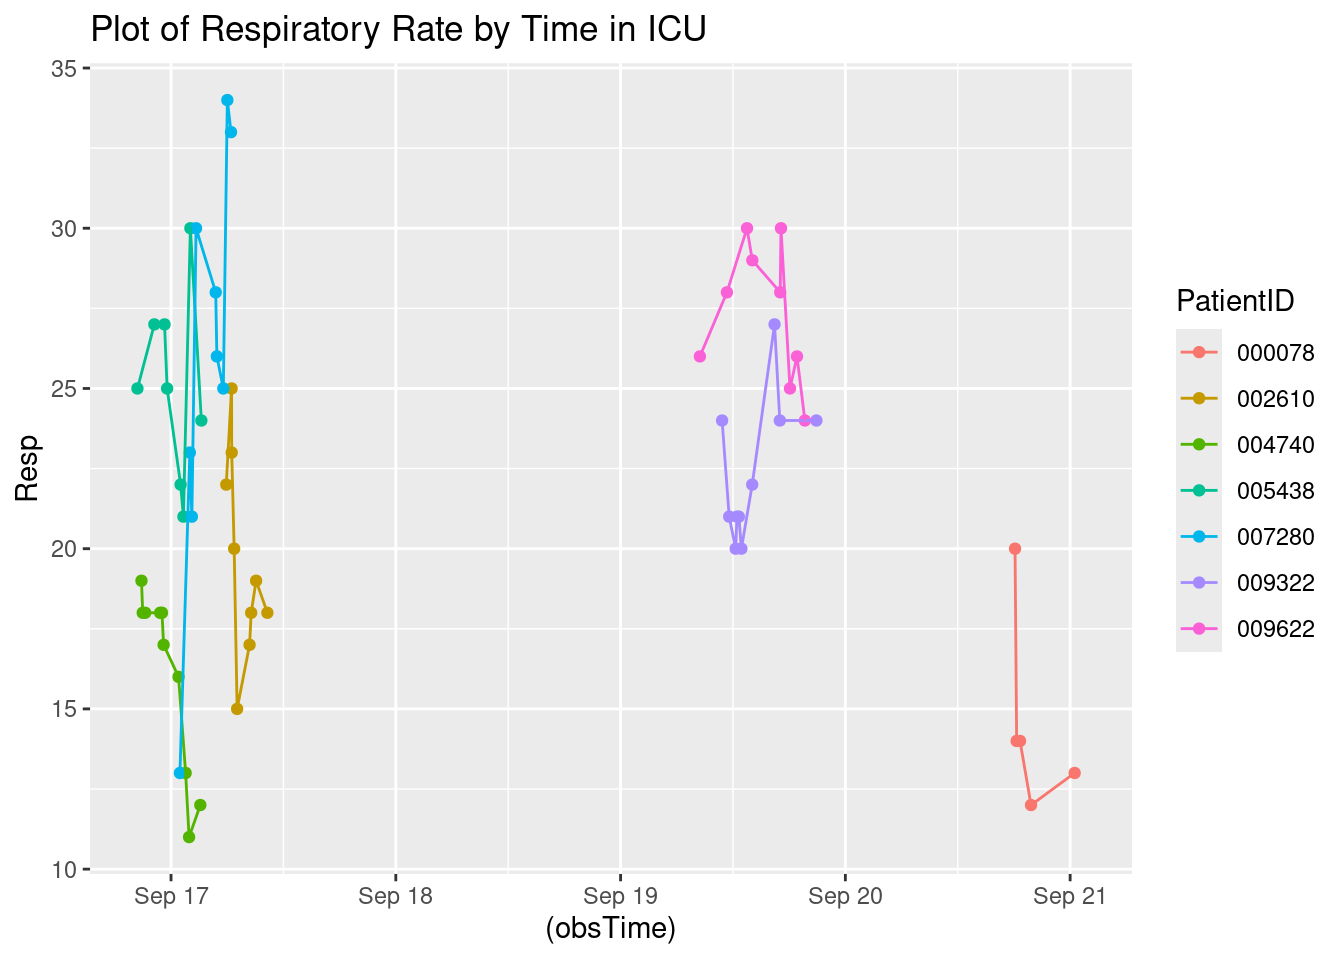 Plot of Respiratory Rate by Time in ICU
35
30
25
20
15
10
Resp
Sep 17
Sep 18
Sep 19
Sep 20
Sep 21
(obsTime)
PatientID
000078
002610
004740
005438
007280
009322
009622